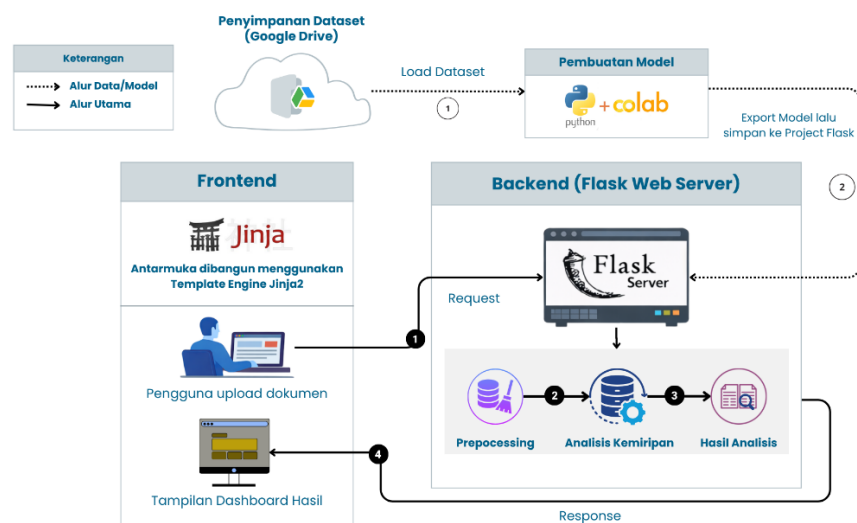 Penyimpanan Dataset
(Google Drive)
Keterangan
Alur Data/Model
Alur Utama
Load Dataset
1
Pembuatan Model
python
+
colab
Export Model lalu
simpan ke Project Flask
2
Frontend
Jinja
Antarmuka dibangun menggunakan
Template Engine Jinja2
Pengguna upload dokumen
Tampilan Dashboard Hasil
Backend (Flask Web Server)
Flask
Server
Request
1
2
3
Prepocessing
Analisis Kemiripan
Hasil Analisis
4
Response